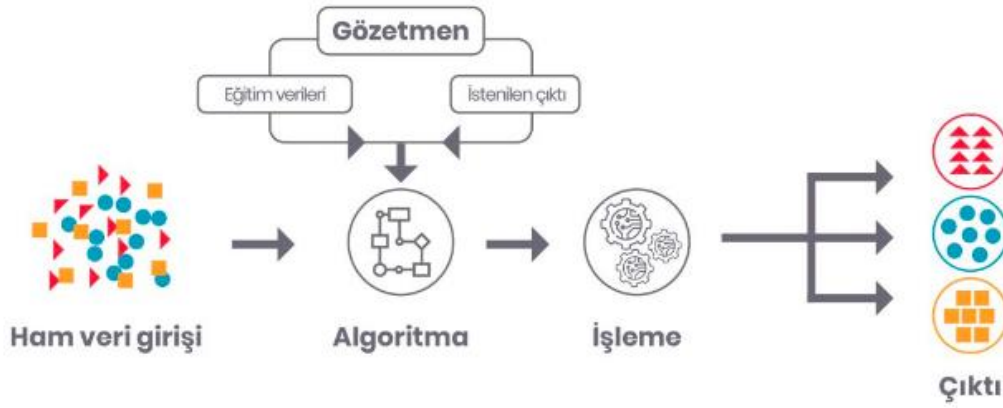 Gözetmen
Eğitim verileri
İstenilen çıktı
Ham veri girişi
Algoritma
İşleme
Çıktı